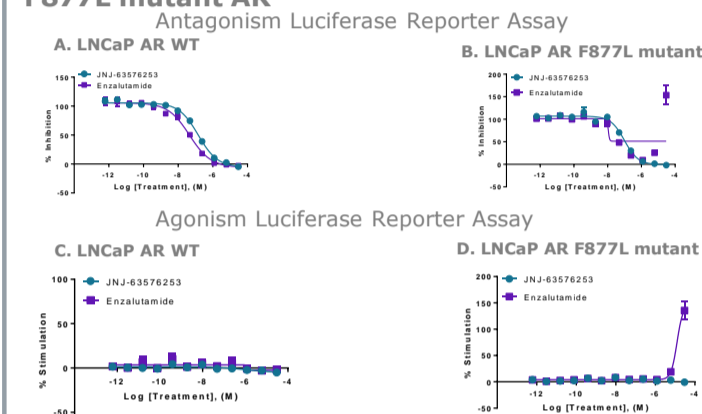 F877L mutant AR
Antagonism Luciferase Reporter Assay
A. LNCaP AR WT
JNJ-63576253
Enzalutamide
% Inhibition
150
100
50
0
-50
-12 -10 -8 -6 -4
Log [Treatment], (M)
B. LNCaP AR F877L mutant
JNJ-63576253
Enzalutamide
% Inhibition
200
150
100
50
0
-50
-12 -10 -8 -6 -4
Log [Treatment], (M)
Agonism Luciferase Reporter Assay
C. LNCaP AR WT
JNJ-63576253
Enzalutamide
% Stimulation
100
50
0
-50
-12 -10 -8 -6 -4
Log [Treatment], (M)
D. LNCaP AR F877L mutant
JNJ-63576253
Enzalutamide
% Stimulation
200
150
100
50
0
-50
-12 -10 -8 -6 -4
Log [Treatment], (M)